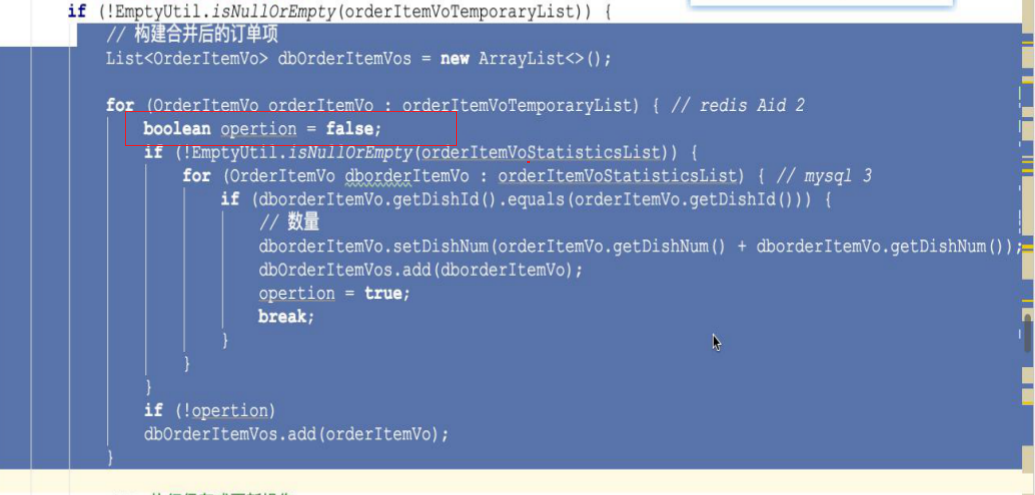 if (!EmptyUtil.isNullOrEmpty(orderItemVoTemporaryList)) {
// 构建合并后的订单项
List<OrderItemVo> dbOrderItemVos = new ArrayList<>();
for (OrderItemVo orderItemVo : orderItemVoTemporaryList) { // redis Aid 2
boolean opertion = false;
if (!EmptyUtil.isNullOrEmpty(orderItemVoStatisticsList)) {
for (OrderItemVo dborderItemVo : orderItemVoStatisticsList) { // mysql 3
if (dborderItemVo.getDishId().equals(orderItemVo.getDishId())) {
// 数量
dborderItemVo.setDishNum(orderItemVo.getDishNum() + dborderItemVo.getDishNum());
dbOrderItemVos.add(dborderItemVo);
opertion = true;
break;
}
}
}
if (!opertion)
dbOrderItemVos.add(orderItemVo);
}